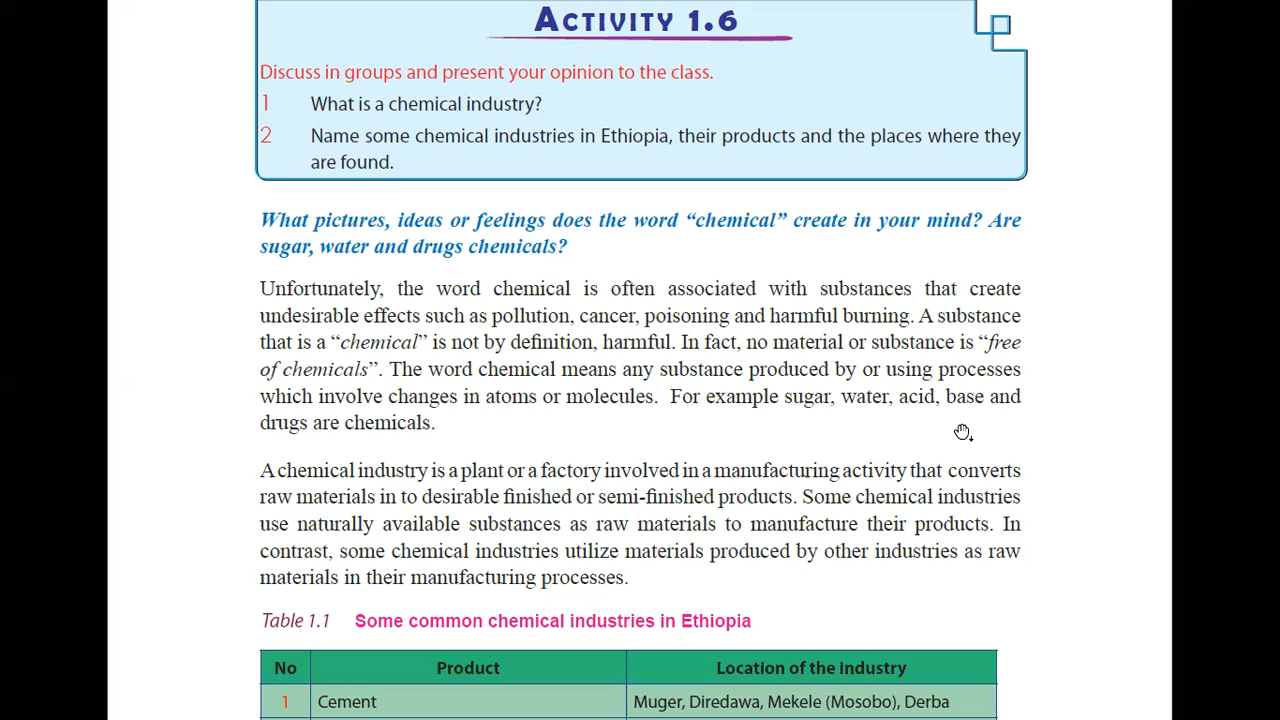 ACTIVITY 1.6
Discuss in groups and present your opinion to the class.
1 What is a chemical industry?
2 Name some chemical industries in Ethiopia, their products and the places where they
are found.
What pictures, ideas or feelings does the word “chemical” create in your mind? Are
sugar, water and drugs chemicals?
Unfortunately, the word chemical is often associated with substances that create
undesirable effects such as pollution, cancer, poisoning and harmful burning. A substance
that is a “chemical” is not by definition, harmful. In fact, no material or substance is “free
of chemicals”. The word chemical means any substance produced by or using processes
which involve changes in atoms or molecules. For example sugar, water, acid, base and
drugs are chemicals.
A chemical industry is a plant or a factory involved in a manufacturing activity that converts
raw materials in to desirable finished or semi-finished products. Some chemical industries
use naturally available substances as raw materials to manufacture their products. In
contrast, some chemical industries utilize materials produced by other industries as raw
materials in their manufacturing processes.
Table 1.1 Some common chemical industries in Ethiopia
No Product Location of the industry
1 Cement Muger, Diredawa, Mekele (Mosobo), Derba